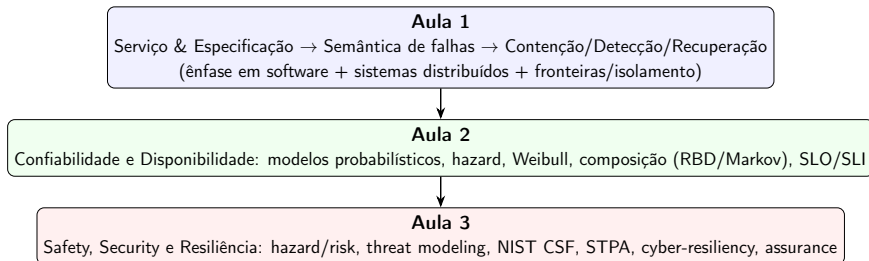 Aula 1
Serviço & Especificação → Semântica de falhas → Contenção/Detecção/Recuperação
(ênfase em software + sistemas distribuídos + fronteiras/isolamento)
Aula 2
Confiabilidade e Disponibilidade: modelos probabilísticos, hazard, Weibull, composição (RBD/Markov), SLO/SLI
Aula 3
Safety, Security e Resiliência: hazard/risk, threat modeling, NIST CSF, STPA, cyber-resiliency, assurance